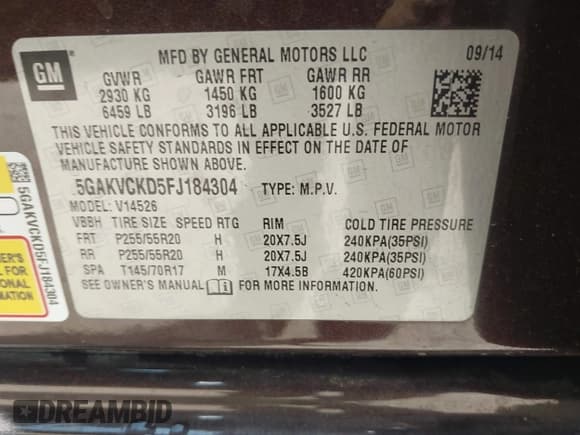 GM
MFD BY GENERAL MOTORS LLC
09/14
GVWR GAWR FRT GAWR RR
2930 KG 1450 KG 1600 KG
6459 LB 3196 LB 3527 LB
THIS VEHICLE CONFORMS TO ALL APPLICABLE U.S. FEDERAL MOTOR
VEHICLE SAFETY STANDARDS IN EFFECT ON THE DATE OF
MANUFACTURE SHOWN ABOVE.
5GAKVCKD5FJ184304 TYPE: M.P.V.
MODEL: V14526
VBBH TIRE SIZE SPEED RTG RIM COLD TIRE PRESSURE
FRT P255/55R20 H 20X7.5J 240KPA(35PSI)
RR P255/55R20 H 20X7.5J 240KPA(35PSI)
SPA T145/70R17 M 17X4.5B 420KPA(60PSI)
SEE OWNER'S MANUAL FOR MORE INFORMATION.
5GAKVCKD5FJ184304
FOR
ONAL
MATION
DREAMBID